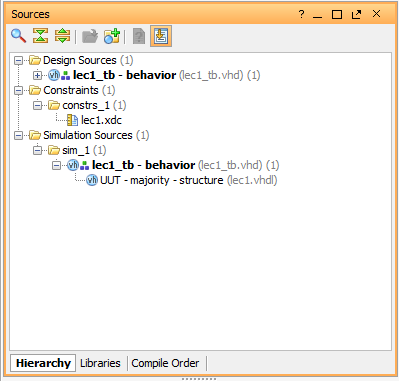 Sources
Design Sources (1)
lec1_tb - behavior (lec1_tb.vhd) (1)
Constraints (1)
constrs_1 (1)
lec1.xdc
Simulation Sources (1)
sim_1 (1)
lec1_tb - behavior (lec1_tb.vhd) (1)
UUT - majority - structure (lec1.vhdl)
Hierarchy Libraries Compile Order